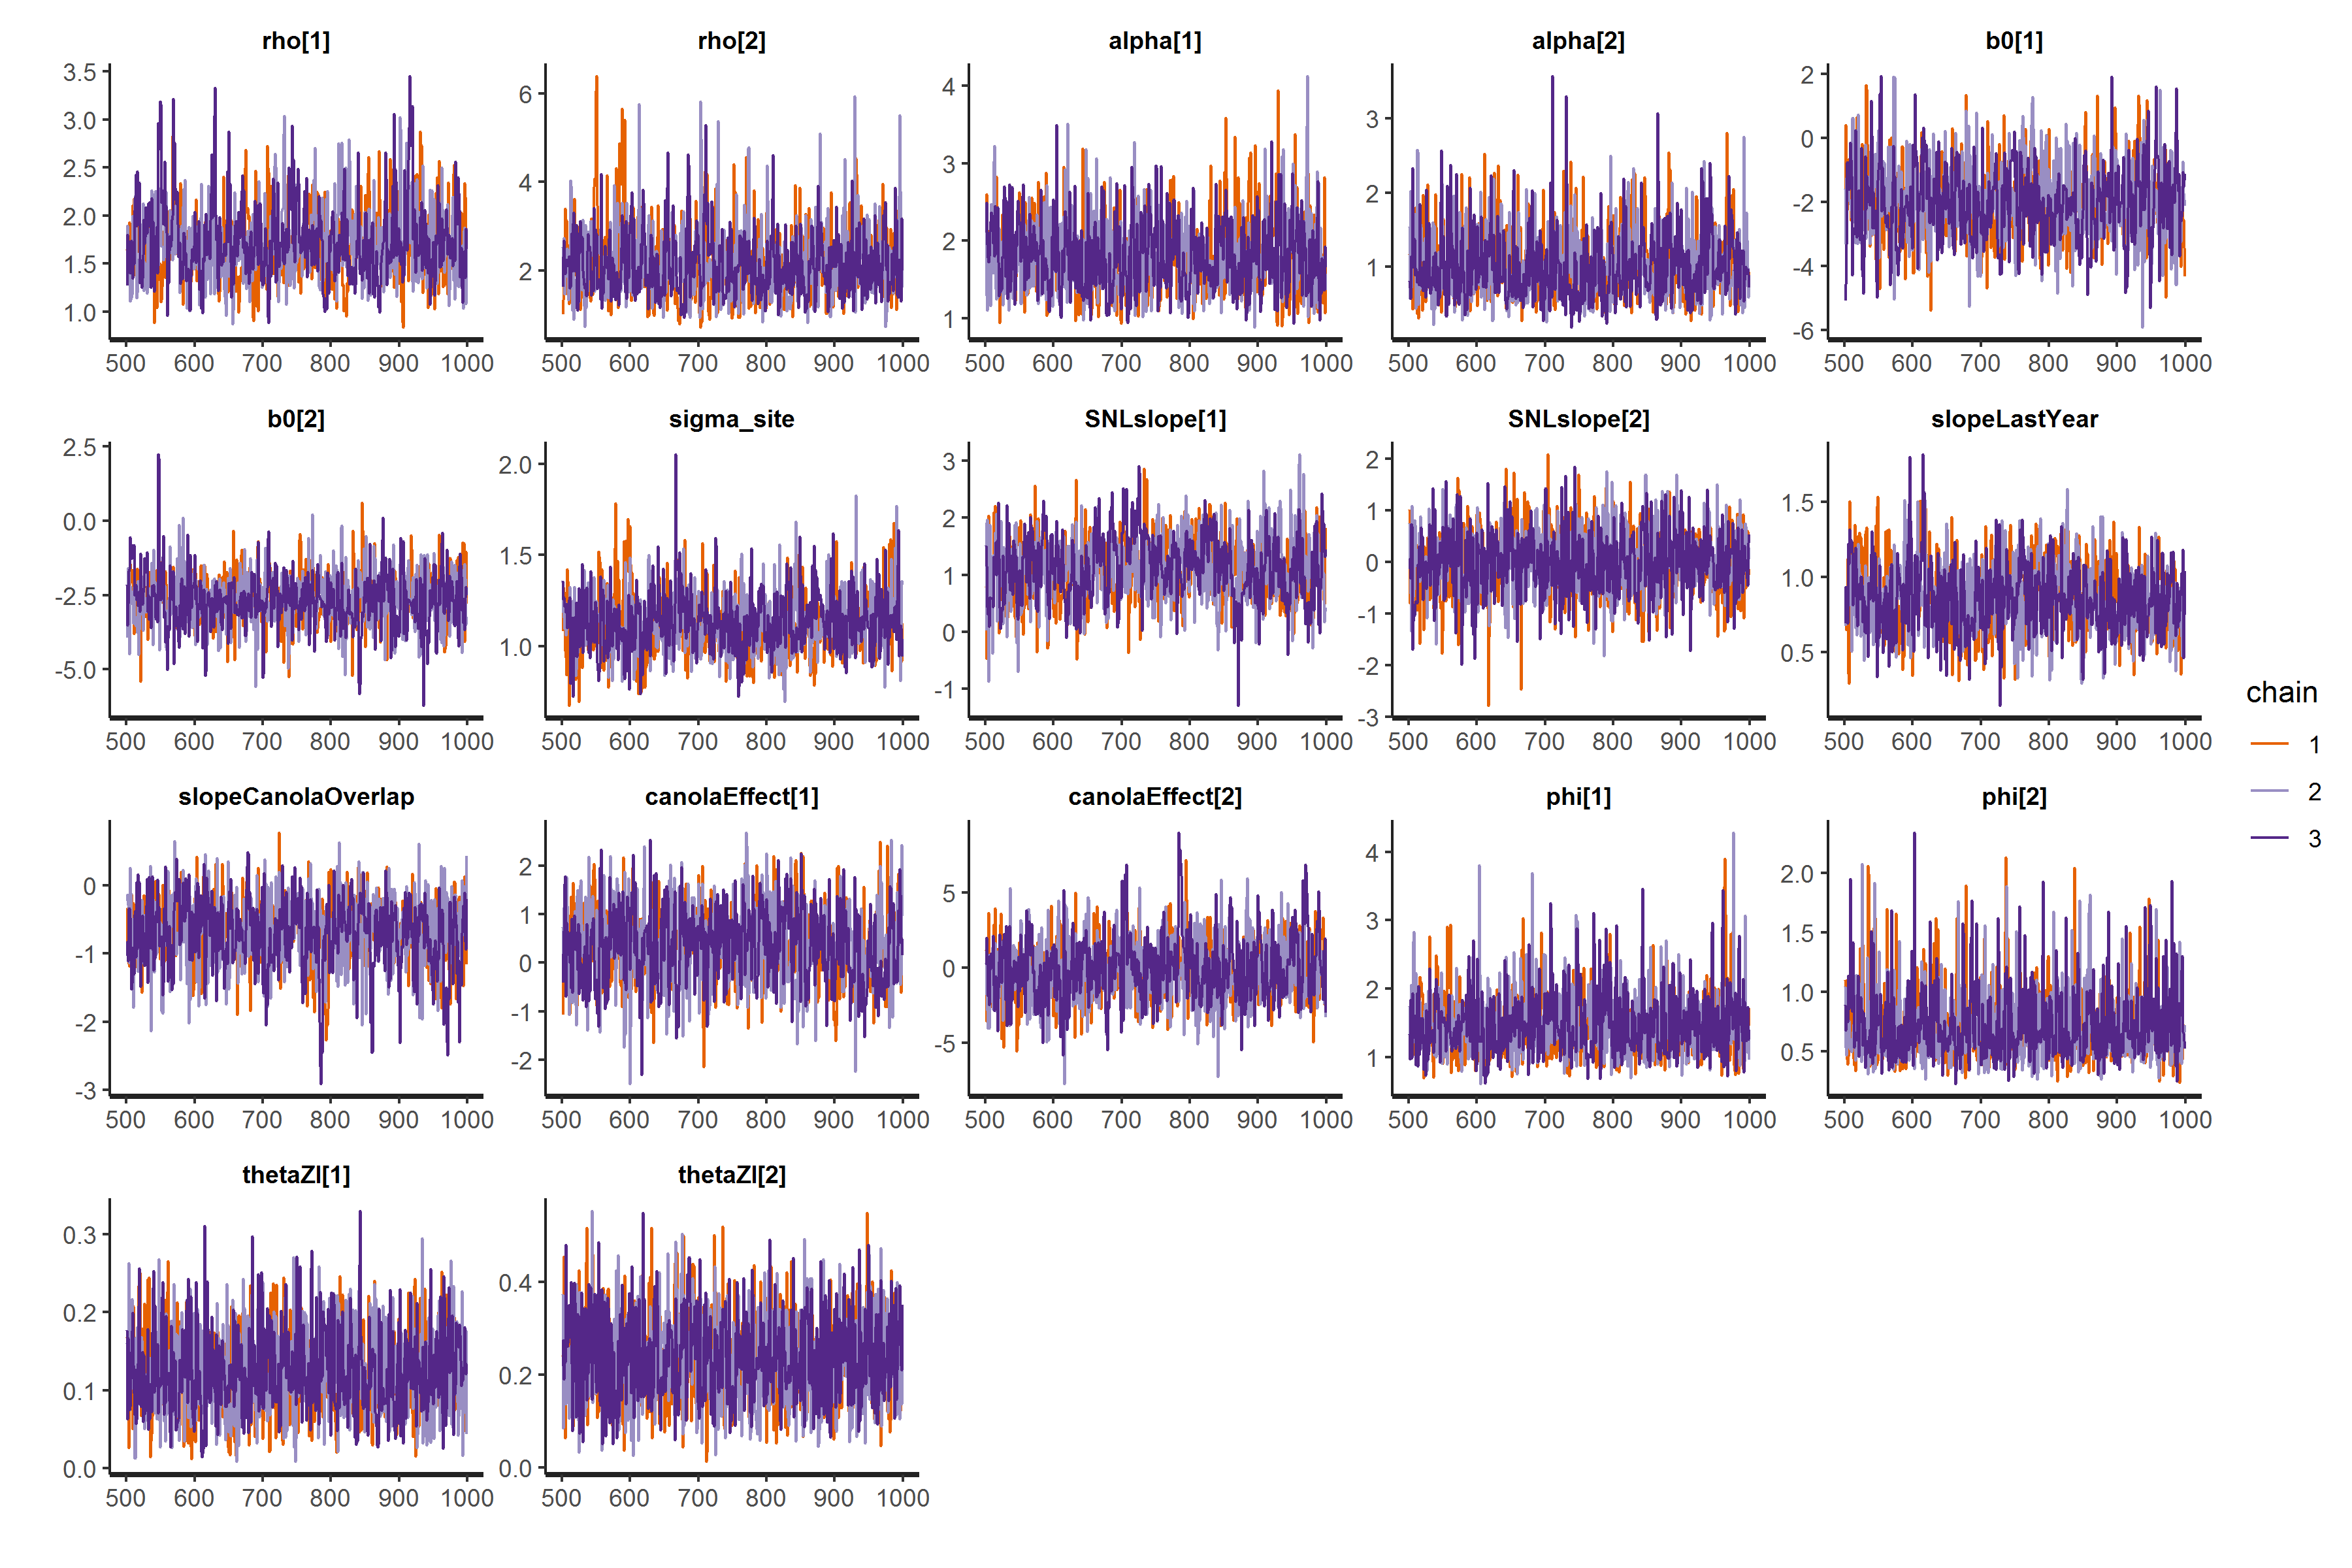 rho[1] rho[2] alpha[1] alpha[2] b0[1]
3.5 3.0 2.5 2.0 1.5 1.0
6 4 2
4 3 2 1
3 2 1
2 0 -2 -4 -6
500 600 700 800 900 1000 500 600 700 800 900 1000 500 600 700 800 900 1000 500 600 700 800 900 1000 500 600 700 800 900 1000
b0[2] sigma_site SNLslope[1] SNLslope[2] slopeLastYear
2.5 0.0 -2.5 -5.0
2.0 1.5 1.0
3 2 1 0 -1
2 1 0 -1 -2 -3
1.5 1.0 0.5
500 600 700 800 900 1000 500 600 700 800 900 1000 500 600 700 800 900 1000 500 600 700 800 900 1000 500 600 700 800 900 1000
slopeCanolaOverlap canolaEffect[1] canolaEffect[2] phi[1] phi[2]
0 -1 -2 -3
2 1 0 -1 -2
5 0 -5
4 3 2 1
2.0 1.5 1.0 0.5
500 600 700 800 900 1000 500 600 700 800 900 1000 500 600 700 800 900 1000 500 600 700 800 900 1000 500 600 700 800 900 1000
thetaZI[1] thetaZI[2]
0.3 0.2 0.1 0.0
0.4 0.2 0.0
500 600 700 800 900 1000 500 600 700 800 900 1000
chain
1
2
3